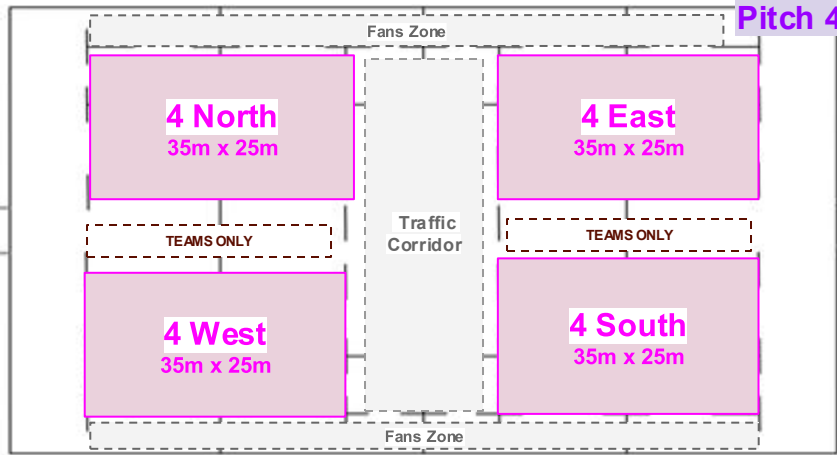 Pitch 4
Fans Zone
4 North
35m x 25m
4 East
35m x 25m
Traffic
Corridor
TEAMS ONLY
TEAMS ONLY
4 West
35m x 25m
4 South
35m x 25m
Fans Zone